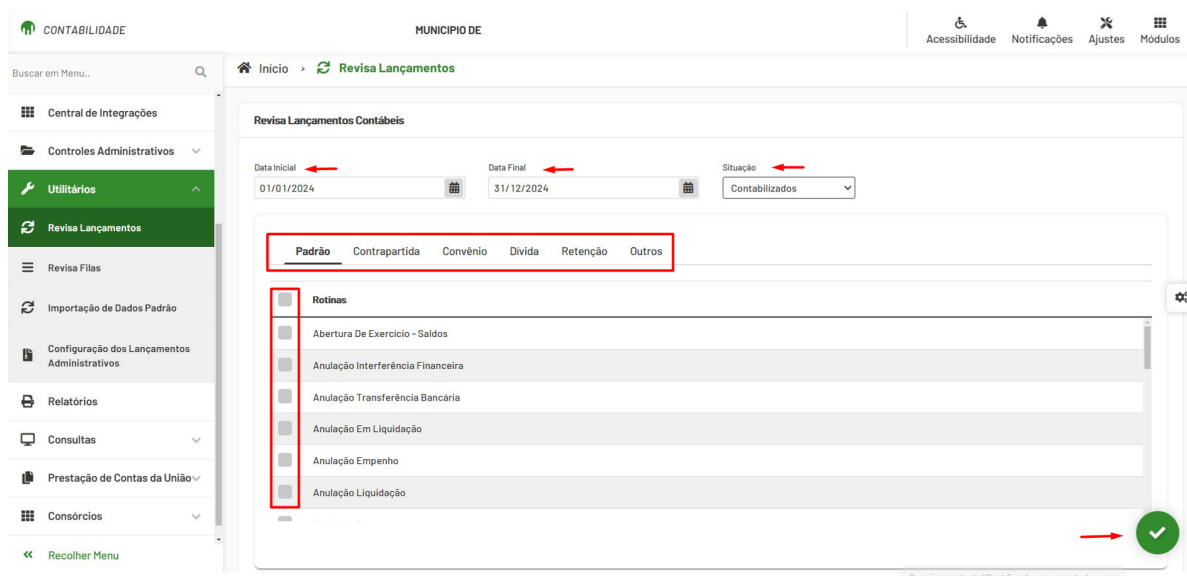 CONTABILIDADE
MUNICIPIO DE
Acessibilidade
Notificações
Ajustes
Módulos
Buscar em Menu..
Início › Revisa Lançamentos
Central de Integrações
Controles Administrativos
Utilitários
Revisa Lançamentos
Revisa Filas
Importação de Dados Padrão
Configuração dos Lançamentos
Administrativos
Relatórios
Consultas
Prestação de Contas da União
Consórcios
Recolher Menu
Revisa Lançamentos Contábeis
Data Inicial
Data Final
Situação
01/01/2024
31/12/2024
Contabilizados
Padrão Contrapartida Convênio Dívida Retenção Outros
Rotinas
Abertura De Exercício - Saldos
Anulação Interferência Financeira
Anulação Transferência Bancária
Anulação Em Liquidação
Anulação Empenho
Anulação Liquidação